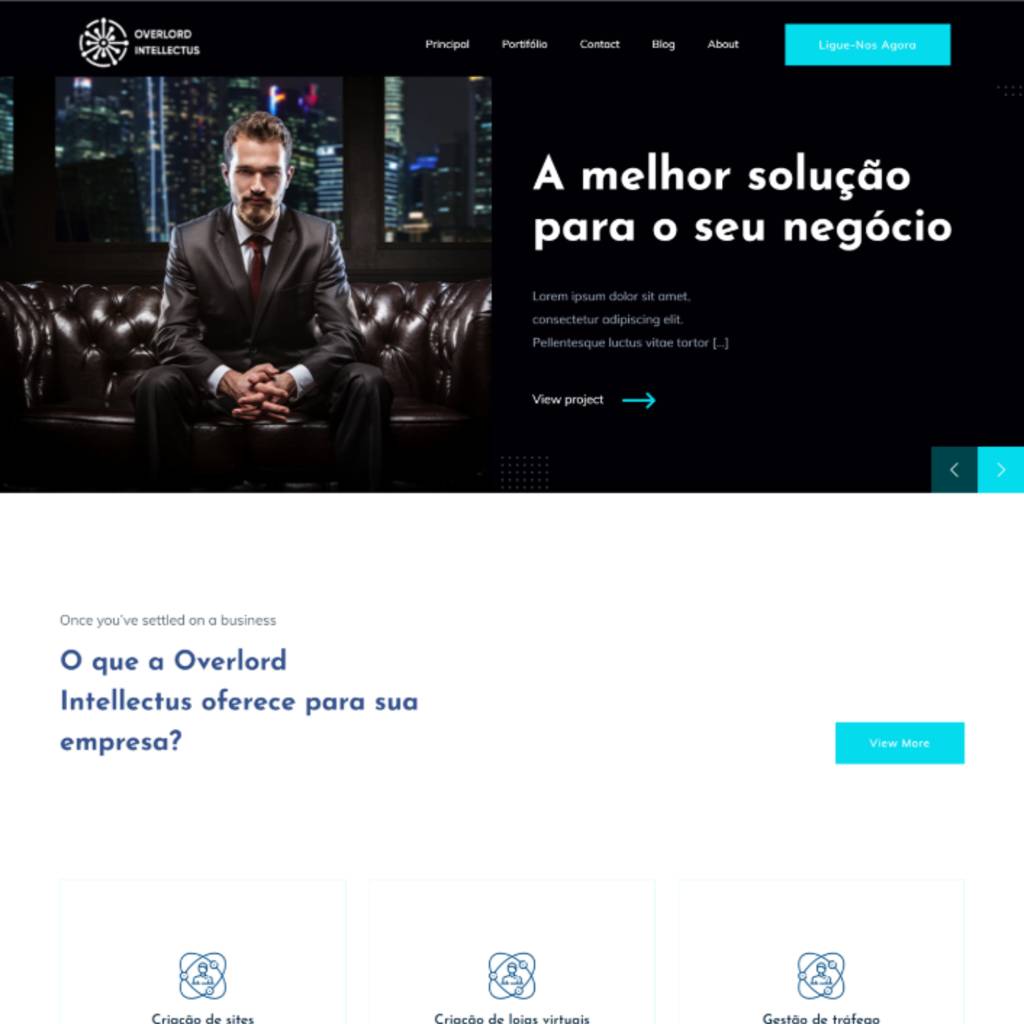 OVERLORD
INTELLECTUS
Principal Portifólio Contact Blog About Ligue-Nos Agora
A melhor solução
para o seu negócio
Lorem ipsum dolor sit amet,
consectetur adipiscing elit.
Pellentesque luctus vitae tortor [...]
View project
Once you've settled on a business
O que a Overlord
Intellectus oferece para sua
empresa?
View More
Criação de sites Criação de lojas virtuais Gestão de tráfego